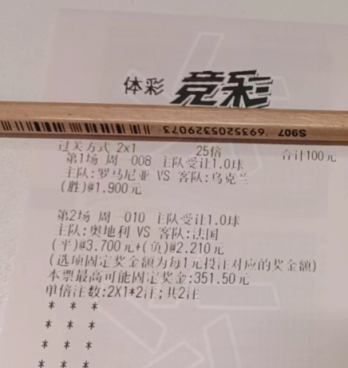 体彩 竞彩
S907 6935205329073
过关方式 2x1 25倍 合计100元
第1场 周一008 主队受让1.0球
主队:罗马尼亚 VS 客队:乌克兰
(胜)@1.900元
第2场 周一010 主队受让1.0球
主队:奥地利 VS 客队:法国
(平)@3.700元+(负)@2.210元
(选项固定奖金额为每1元投注对应的奖金额)
本票最高可能固定奖金:351.50元
单倍注数:2X1*2注;共2注
* * *
* * *
* * *
* * *